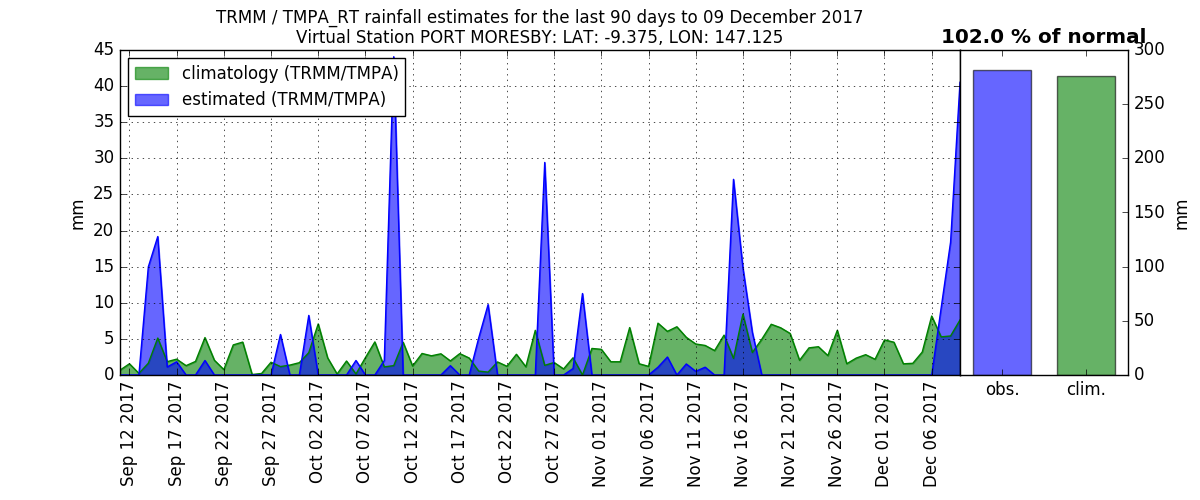 TRMM / TMPA_RT rainfall estimates for the last 90 days to 09 December 2017
Virtual Station PORT MORESBY: LAT: -9.375, LON: 147.125
102.0 % of normal
climatology (TRMM/TMPA)
estimated (TRMM/TMPA)
mm
45
40
35
30
25
20
15
10
5
0
Sep 12 2017
Sep 17 2017
Sep 22 2017
Sep 27 2017
Oct 02 2017
Oct 07 2017
Oct 12 2017
Oct 17 2017
Oct 22 2017
Oct 27 2017
Nov 01 2017
Nov 06 2017
Nov 11 2017
Nov 16 2017
Nov 21 2017
Nov 26 2017
Dec 01 2017
Dec 06 2017
obs.
clim.
300
250
200
150
100
50
0
mm